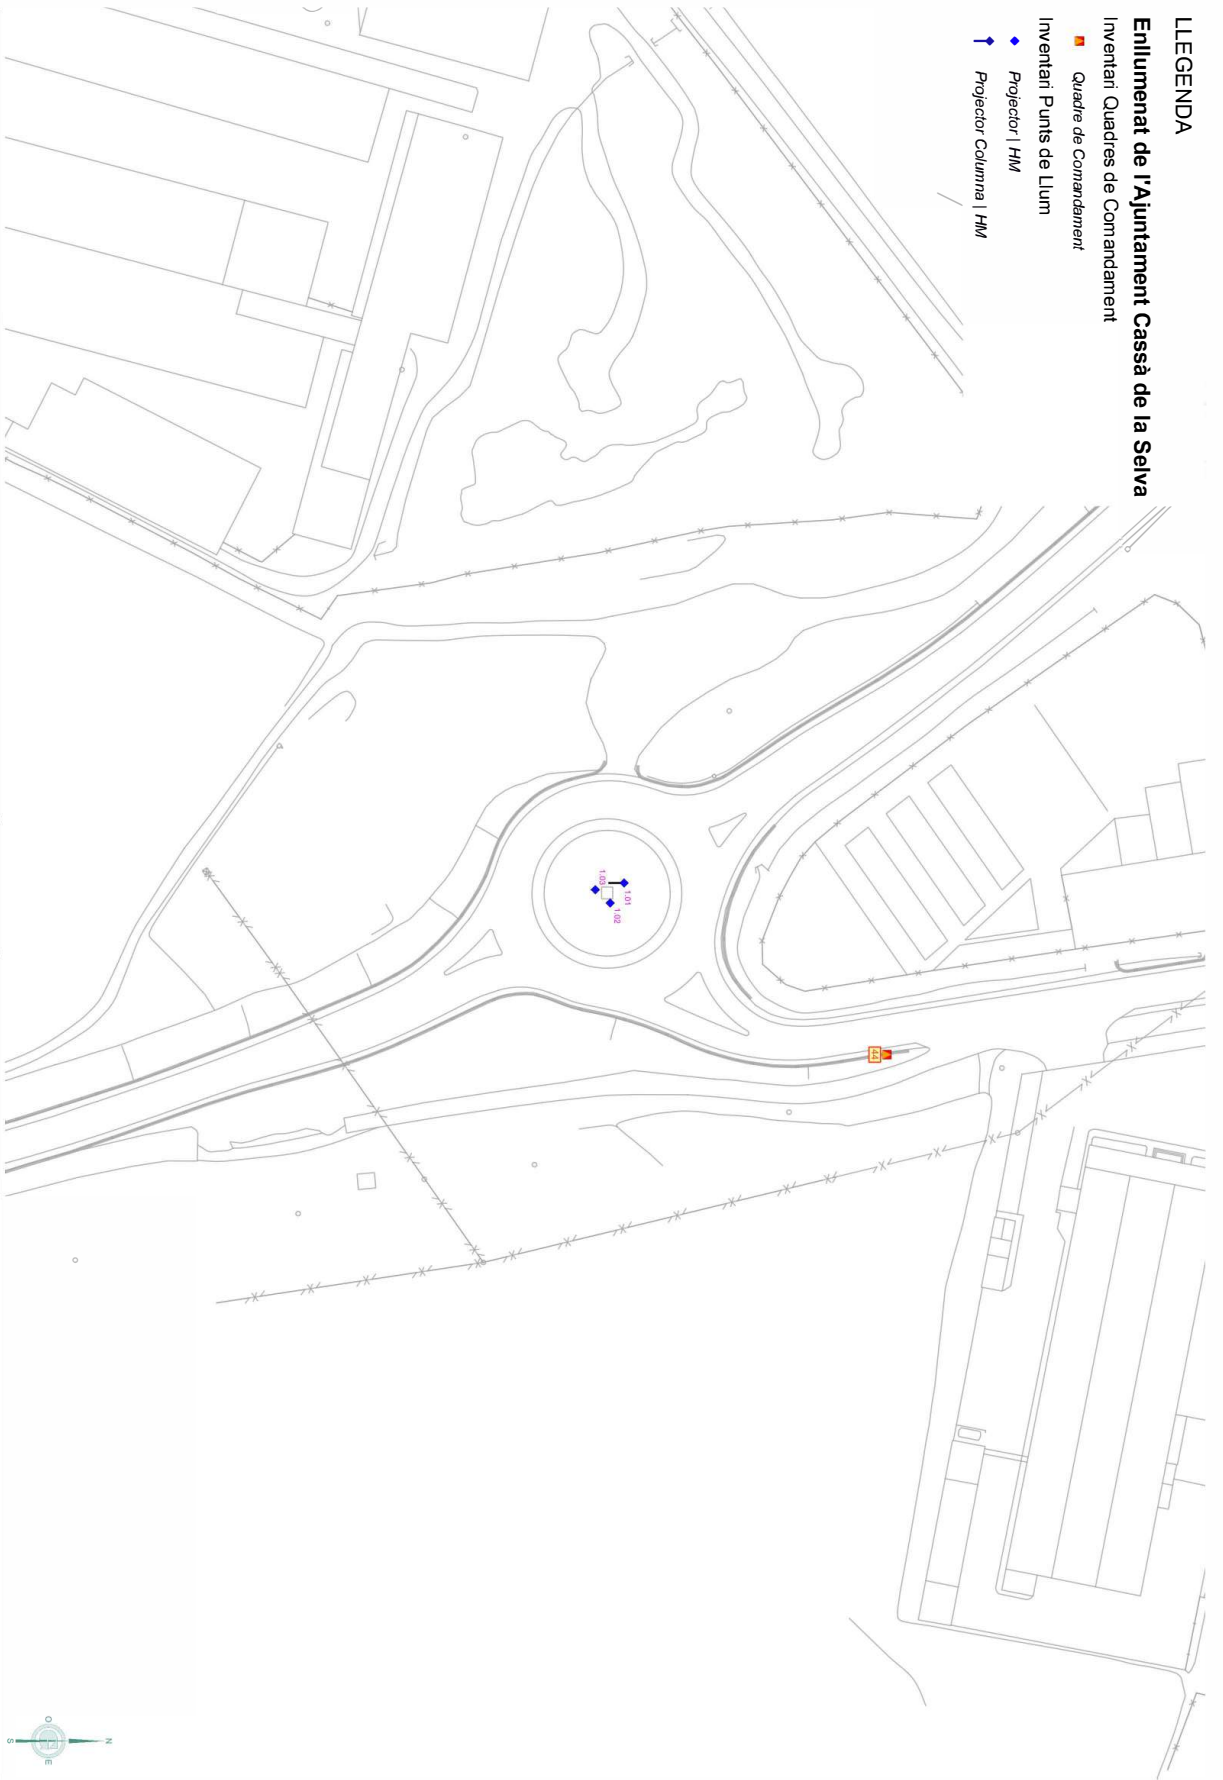 LLEGENDA
Enllumenat de l'Ajuntament Cassà de la Selva
Inventari Quadres de Comandament
Quadre de Comandament
Inventari Punts de Llum
Projector | HM
Projector Columna | HM
1.01
1.02
1.03
44
N
O
E
S